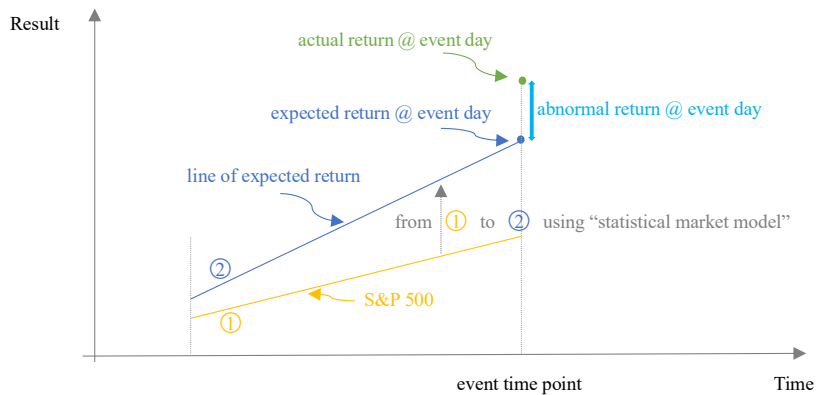 Result
actual return @ event day
abnormal return @ event day
expected return @ event day
line of expected return
from ① to ② using “statistical market model”
②
S&P 500
①
event time point
Time